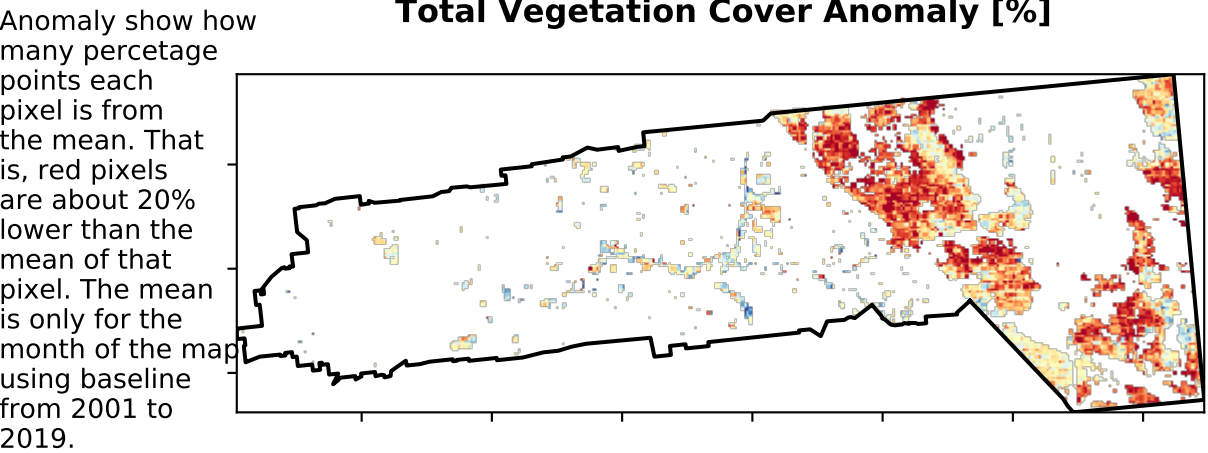 Total Vegetation Cover Anomaly [%]
Anomaly show how
many percetage
points each
pixel is from
the mean. That
is, red pixels
are about 20%
lower than the
mean of that
pixel. The mean
is only for the
month of the map
using baseline
from 2001 to
2019.